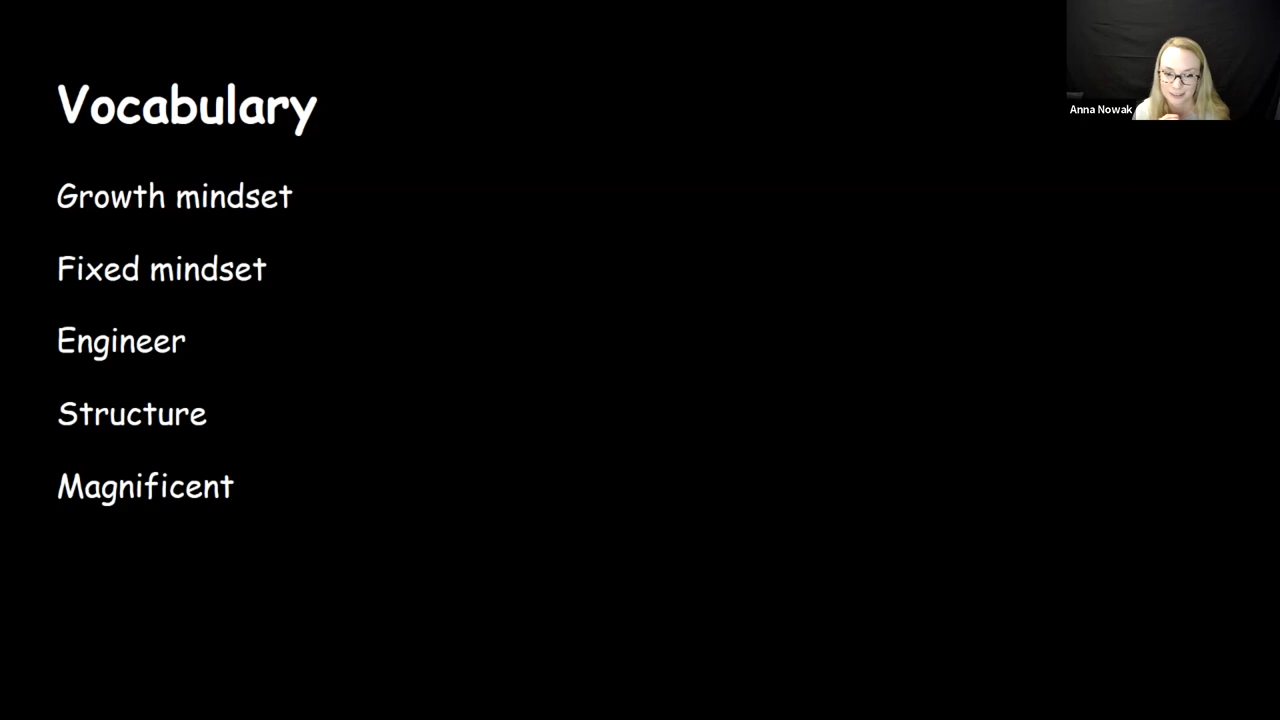 Vocabulary
Growth mindset
Fixed mindset
Engineer
Structure
Magnificent
Anna Nowak